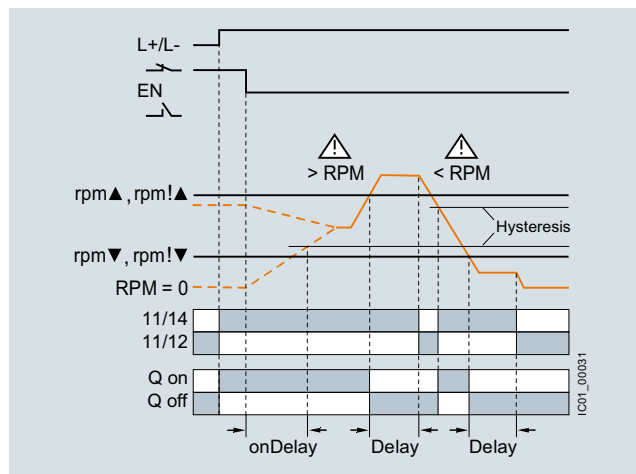 L+/L-
EN
> RPM
< RPM
rpm▲, rpm!▲
Hysteresis
rpm▼, rpm!▼
RPM = 0
11/14
11/12
Q on
Q off
onDelay
Delay
Delay
IC01_00031